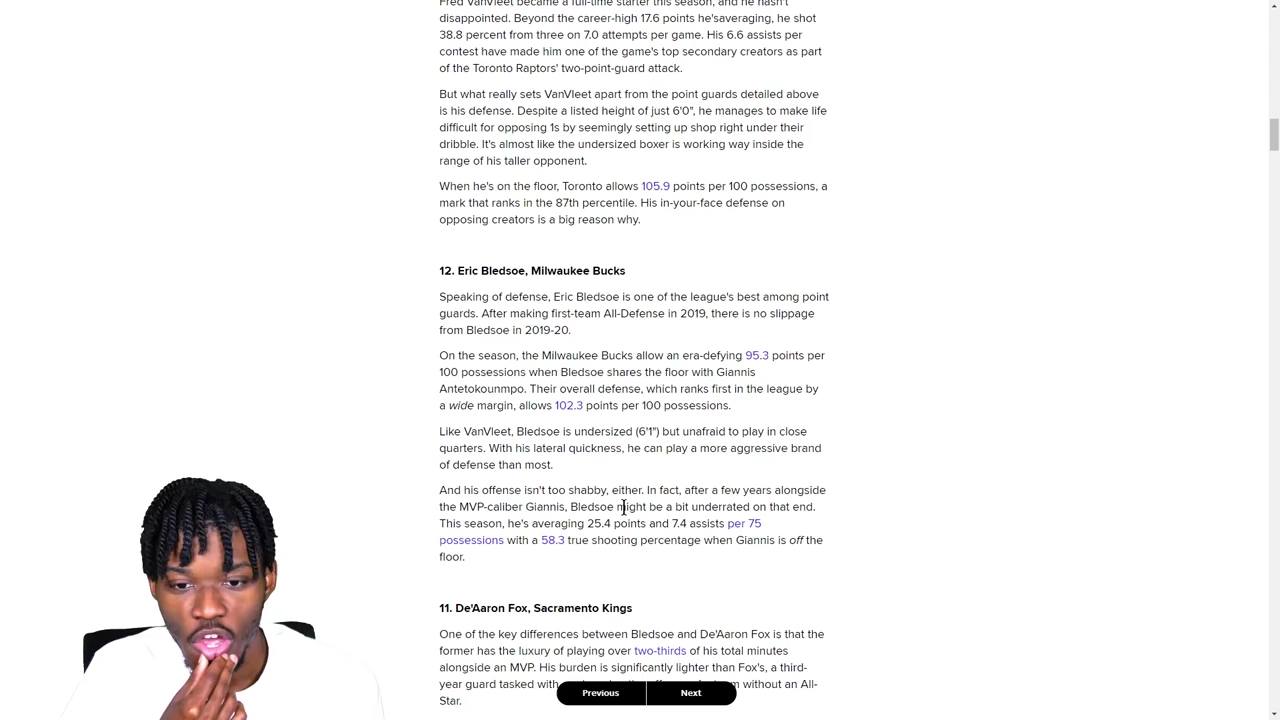 Fred VanVleet became a full-time starter this season, and he hasn't
disappointed. Beyond the career-high 17.6 points he'saveraging, he shot
38.8 percent from three on 7.0 attempts per game. His 6.6 assists per
contest have made him one of the game's top secondary creators as part
of the Toronto Raptors' two-point-guard attack.
But what really sets VanVleet apart from the point guards detailed above
is his defense. Despite a listed height of just 6'0", he manages to make life
difficult for opposing 1s by seemingly setting up shop right under their
dribble. It's almost like the undersized boxer is working way inside the
range of his taller opponent.
When he's on the floor, Toronto allows 105.9 points per 100 possessions, a
mark that ranks in the 87th percentile. His in-your-face defense on
opposing creators is a big reason why.
12. Eric Bledsoe, Milwaukee Bucks
Speaking of defense, Eric Bledsoe is one of the league's best among point
guards. After making first-team All-Defense in 2019, there is no slippage
from Bledsoe in 2019-20.
On the season, the Milwaukee Bucks allow an era-defying 95.3 points per
100 possessions when Bledsoe shares the floor with Giannis
Antetokounmpo. Their overall defense, which ranks first in the league by
a wide margin, allows 102.3 points per 100 possessions.
Like VanVleet, Bledsoe is undersized (6'1") but unafraid to play in close
quarters. With his lateral quickness, he can play a more aggressive brand
of defense than most.
And his offense isn't too shabby, either. In fact, after a few years alongside
the MVP-caliber Giannis, Bledsoe might be a bit underrated on that end.
This season, he's averaging 25.4 points and 7.4 assists per 75
possessions with a 58.3 true shooting percentage when Giannis is off the
floor.
11. De'Aaron Fox, Sacramento Kings
One of the key differences between Bledsoe and De'Aaron Fox is that the
former has the luxury of playing over two-thirds of his total minutes
alongside an MVP. His burden is significantly lighter than Fox's, a third-
year guard tasked with without an All-
Star.
Previous
Next